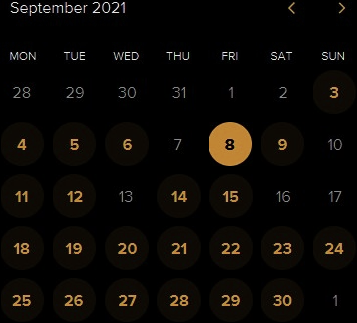 September 2021 < >
MON TUE WED THU FRI SAT SUN
28 29 30 31 1 2 3
4 5 6 7 8 9 10
11 12 13 14 15 16 17
18 19 20 21 22 23 24
25 26 27 28 29 30 1